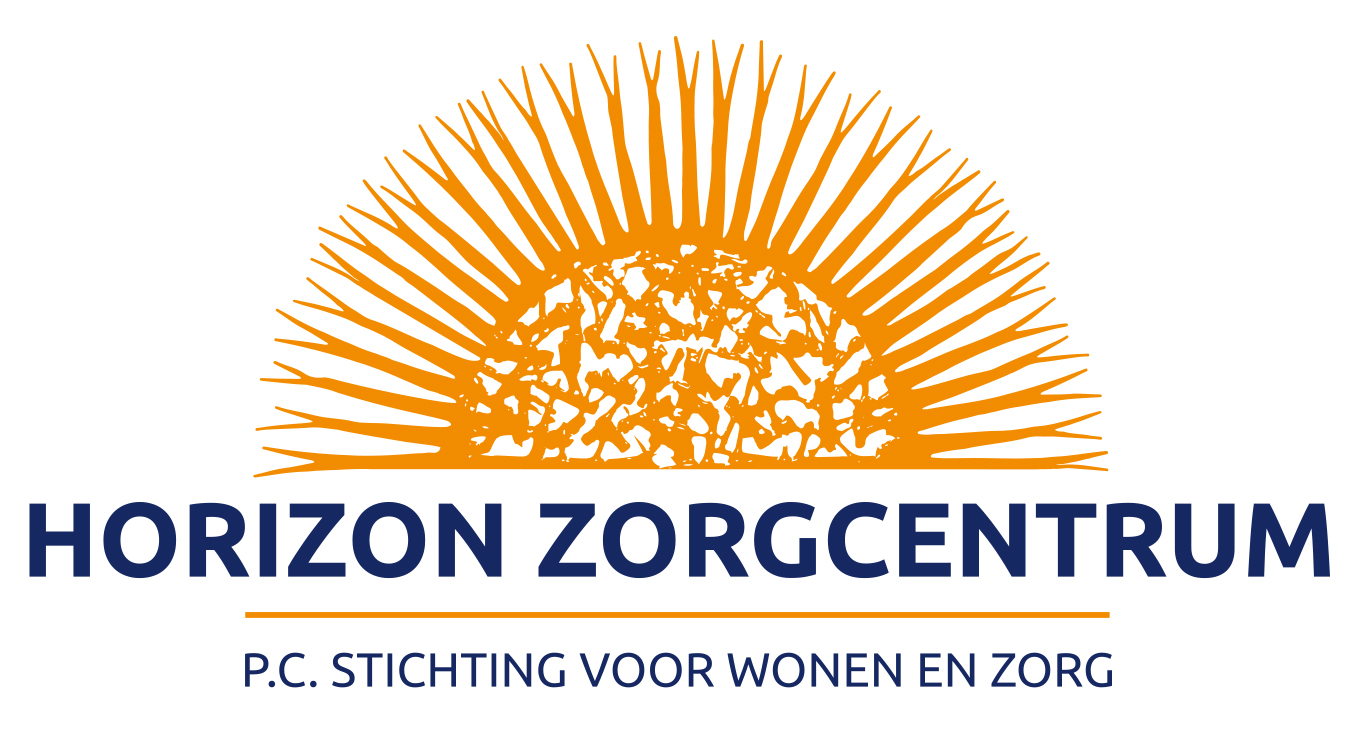 HORIZON ZORGCENTRUM
P.C. STICHTING VOOR WONEN EN ZORG